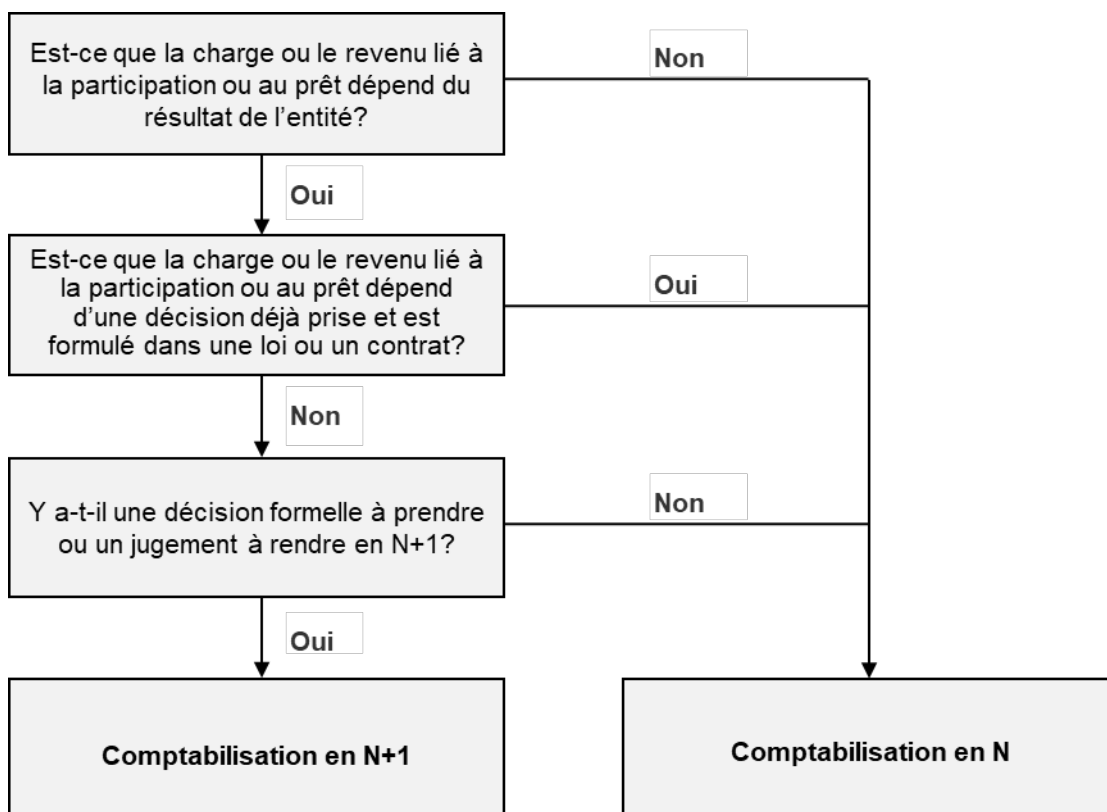 Est-ce que la charge ou le revenu lié à
la participation ou au prêt dépend du
résultat de l’entité?
Non
Oui
Est-ce que la charge ou le revenu lié à
la participation ou au prêt dépend
d’une décision déjà prise et est
formulé dans une loi ou un contrat?
Oui
Non
Y a-t-il une décision formelle à prendre
ou un jugement à rendre en N+1?
Non
Oui
Comptabilisation en N+1
Comptabilisation en N